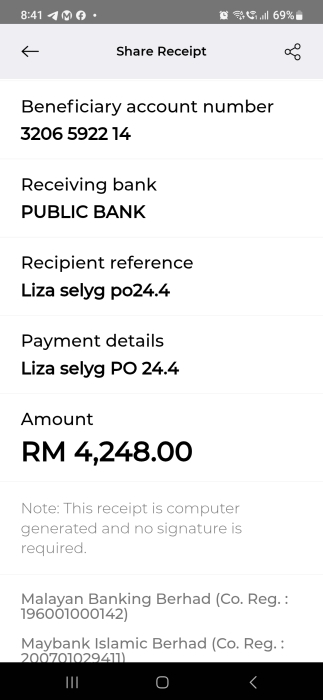 8:41
69%
Share Receipt
Beneficiary account number
3206 5922 14
Receiving bank
PUBLIC BANK
Recipient reference
Liza selyg po24.4
Payment details
Liza selyg PO 24.4
Amount
RM 4,248.00
Note: This receipt is computer
generated and no signature is
required.
Malayan Banking Berhad (Co. Reg. :
196001000142)
Maybank Islamic Berhad (Co. Reg. :
200701029411)